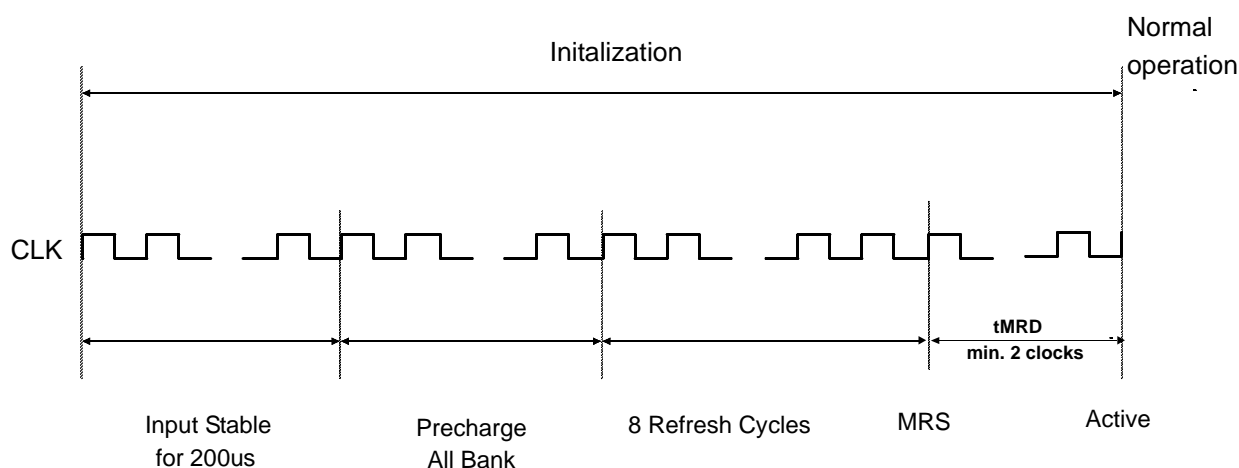 Initalization
Normal
operation
CLK
tMRD
min. 2 clocks
Input Stable
for 200us
Precharge
All Bank
8 Refresh Cycles
MRS
Active